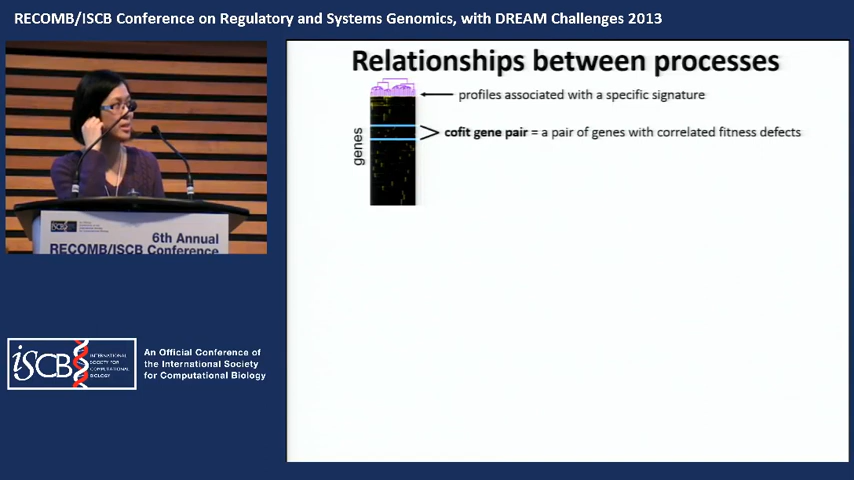 RECOMB/ISCB Conference on Regulatory and Systems Genomics, with DREAM Challenges 2013
Relationships between processes
profiles associated with a specific signature
genes
cofit gene pair = a pair of genes with correlated fitness defects
6th Annual
RECOMB/ISCB Conference
iSCB
INTERNATIONAL
SOCIETY FOR
COMPUTATIONAL
BIOLOGY
An Official Conference of
the International Society
for Computational Biology